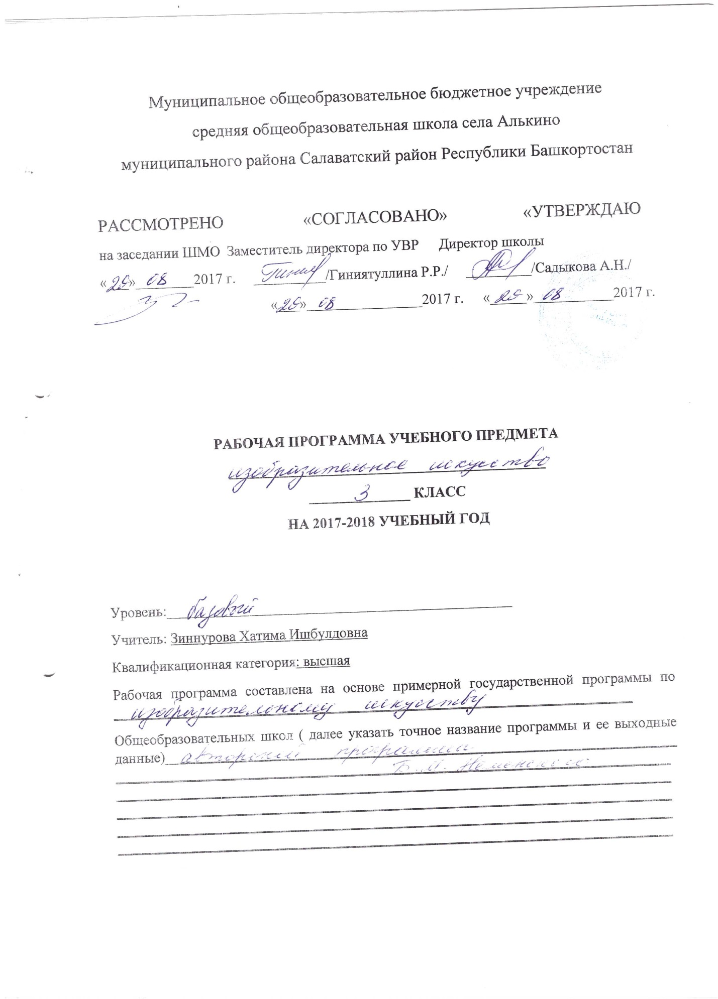 Муниципальное общеобразовательное бюджетное учреждение
средняя общеобразовательная школа села Алькино
муниципального района Салаватский район Республики Башкортостан
РАССМОТРЕНО «СОГЛАСОВАНО» «УТВЕРЖДАЮ
на заседании ШМО Заместитель директора по УВР Директор школы
«29» 08 2017 г. /Гиниятуллина Р.Р./ /Садыкова А.Н./
«29» 08 2017 г. «29» 08 2017 г.
РАБОЧАЯ ПРОГРАММА УЧЕБНОГО ПРЕДМЕТА
изобразительное искусство
3 КЛАСС
НА 2017-2018 УЧЕБНЫЙ ГОД
Уровень: базовый
Учитель: Зиннурова Хатима Ишбулдовна
Квалификационная категория: высшая
Рабочая программа составлена на основе примерной государственной программы по
изобразительному искусству
Общеобразовательных школ ( далее указать точное название программы и ее выходные
данные) авторской программы
Б.М. Неменского